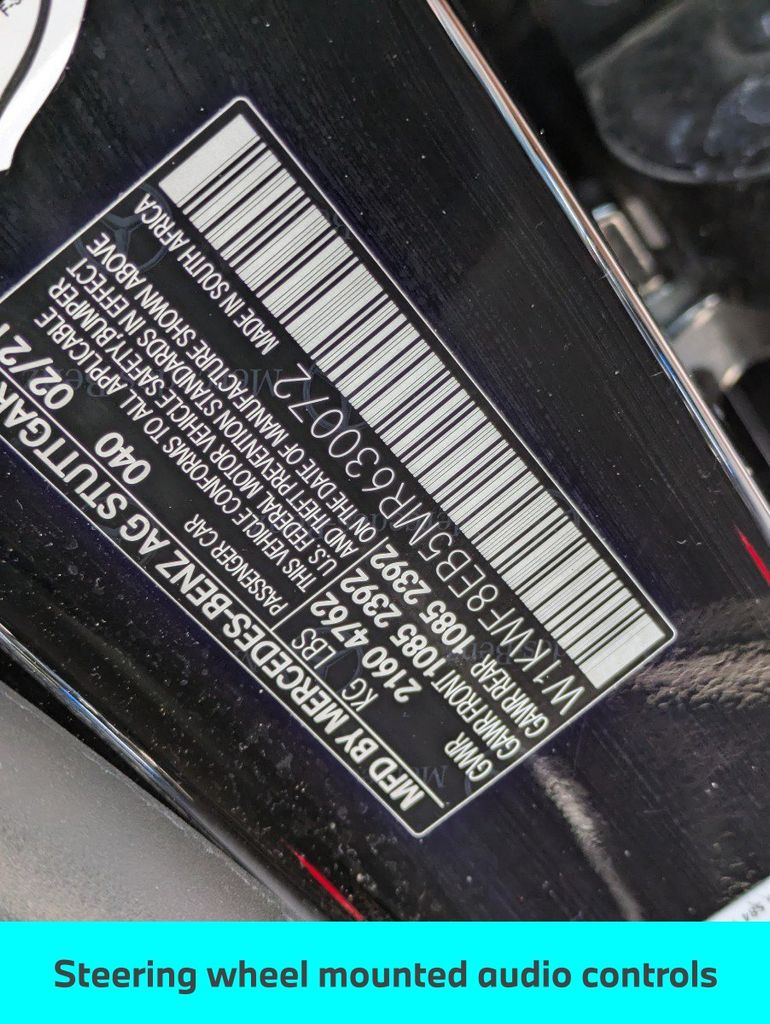 MFD BY MERCEDES-BENZ AG STUTTGAR
KG LBS PASSENGER CAR 040 02/21
GVWR 2160 4762 THIS VEHICLE CONFORMS TO ALL APPLICABLE
GAWR FRONT 1085 2392 U.S. FEDERAL MOTOR VEHICLE SAFETY BUMPER
GAWR REAR 1085 2392 AND THEFT PREVENTION STANDARDS IN EFFECT
ON THE DATE OF MANUFACTURE SHOWN ABOVE
W1KWF8EB5MR630072 MADE IN SOUTH AFRICA
Steering wheel mounted audio controls